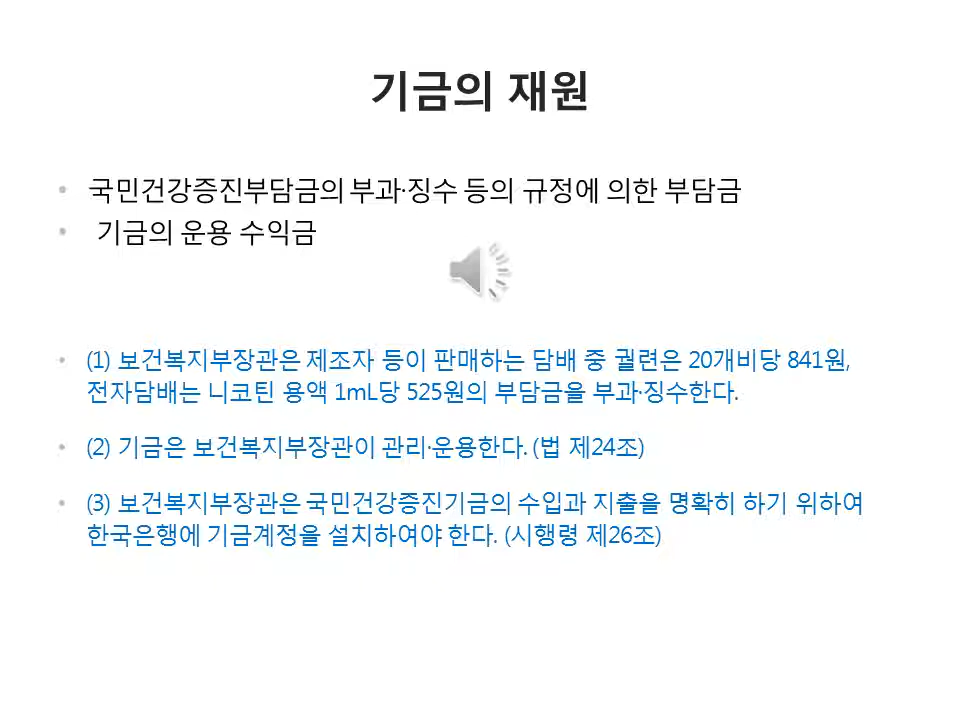 기금의 재원
• 국민건강증진부담금의 부과·징수 등의 규정에 의한 부담금
• 기금의 운용 수익금
• (1) 보건복지부장관은 제조자 등이 판매하는 담배 중 궐련은 20개비당 841원,
전자담배는 니코틴 용액 1mL당 525원의 부담금을 부과·징수한다.
• (2) 기금은 보건복지부장관이 관리·운용한다. (법 제24조)
• (3) 보건복지부장관은 국민건강증진기금의 수입과 지출을 명확히 하기 위하여
한국은행에 기금계정을 설치하여야 한다. (시행령 제26조)